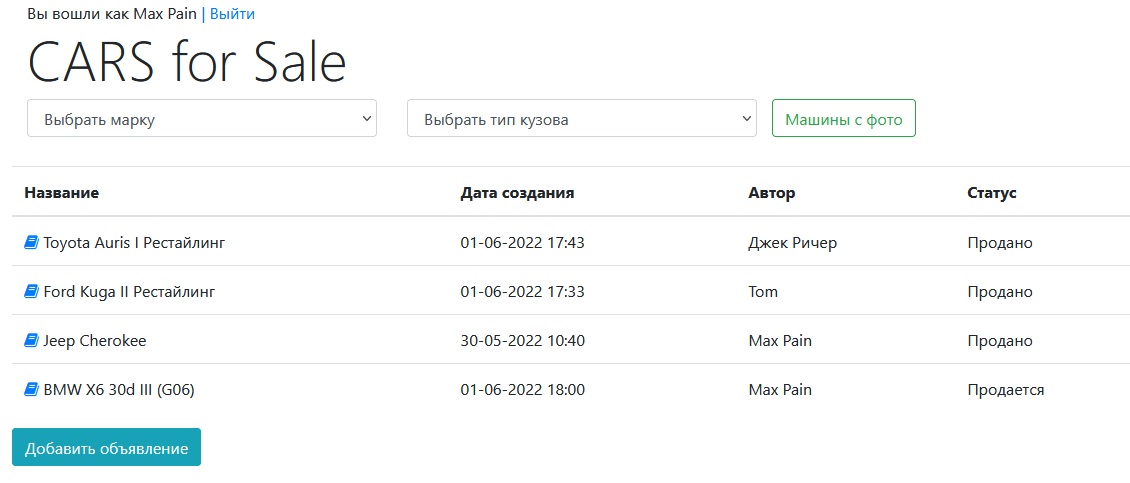 Вы вошли как Max Pain | Выйти
CARS for Sale
Выбрать марку Выбрать тип кузова Машины с фото
Название Дата создания Автор Статус
Toyota Auris I Рестайлинг 01-06-2022 17:43 Джек Ричер Продано
Ford Kuga II Рестайлинг 01-06-2022 17:33 Tom Продано
Jeep Cherokee 30-05-2022 10:40 Max Pain Продано
BMW X6 30d III (G06) 01-06-2022 18:00 Max Pain Продается
Добавить объявление